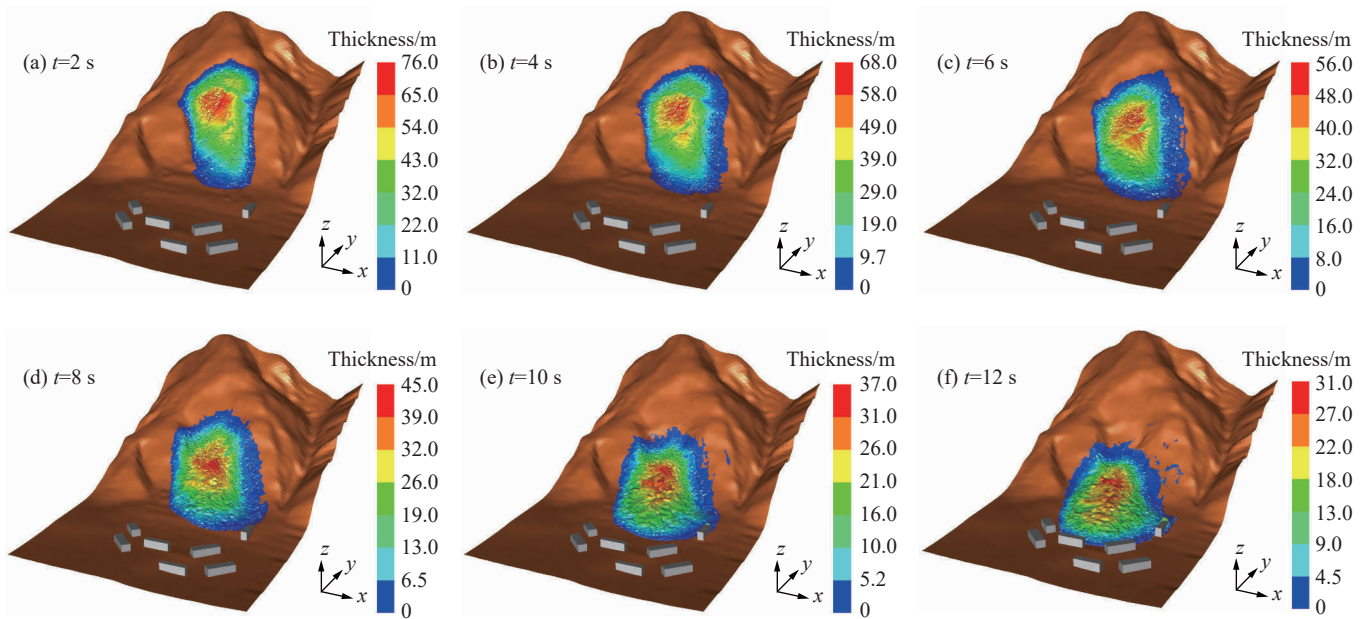 (a) t=2 s
Thickness/m
76.0
65.0
54.0
43.0
32.0
22.0
11.0
0
z
y
x
(b) t=4 s
Thickness/m
68.0
58.0
49.0
39.0
29.0
19.0
9.7
0
z
y
x
(c) t=6 s
Thickness/m
56.0
48.0
40.0
32.0
24.0
16.0
8.0
0
z
y
x
(d) t=8 s
Thickness/m
45.0
39.0
32.0
26.0
19.0
13.0
6.5
0
z
y
x
(e) t=10 s
Thickness/m
37.0
31.0
26.0
21.0
16.0
10.0
5.2
0
z
y
x
(f) t=12 s
Thickness/m
31.0
27.0
22.0
18.0
13.0
9.0
4.5
0
z
y
x